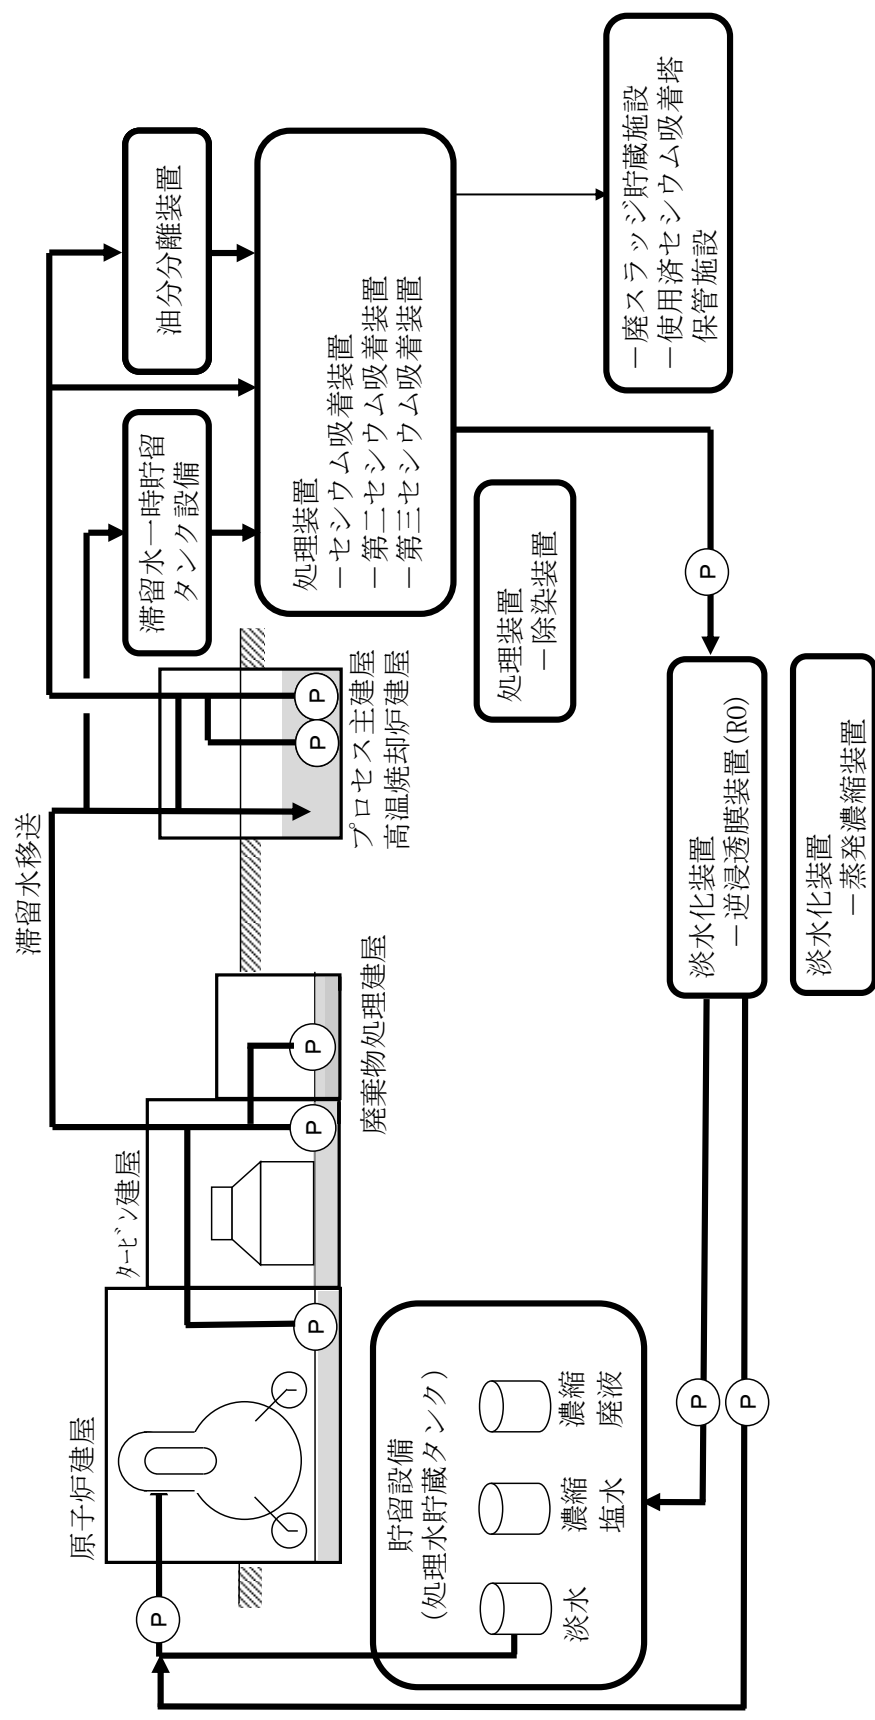 滞留水移送
原子炉建屋
ﾀｰﾋﾞﾝ建屋
廃棄物処理建屋
プロセス主建屋
高温焼却炉建屋
滞留水一時貯留
タンク設備
油分分離装置
処理装置
－セシウム吸着装置
－第二セシウム吸着装置
－第三セシウム吸着装置
処理装置
－除染装置
－廃スラッジ貯蔵施設
－使用済セシウム吸着塔
保管施設
貯留設備
(処理水貯蔵タンク)
淡水
濃縮
塩水
濃縮
廃液
淡水化装置
－逆浸透膜装置(RO)
淡水化装置
－蒸発濃縮装置
P
P
P
P
P
P
P
P
P